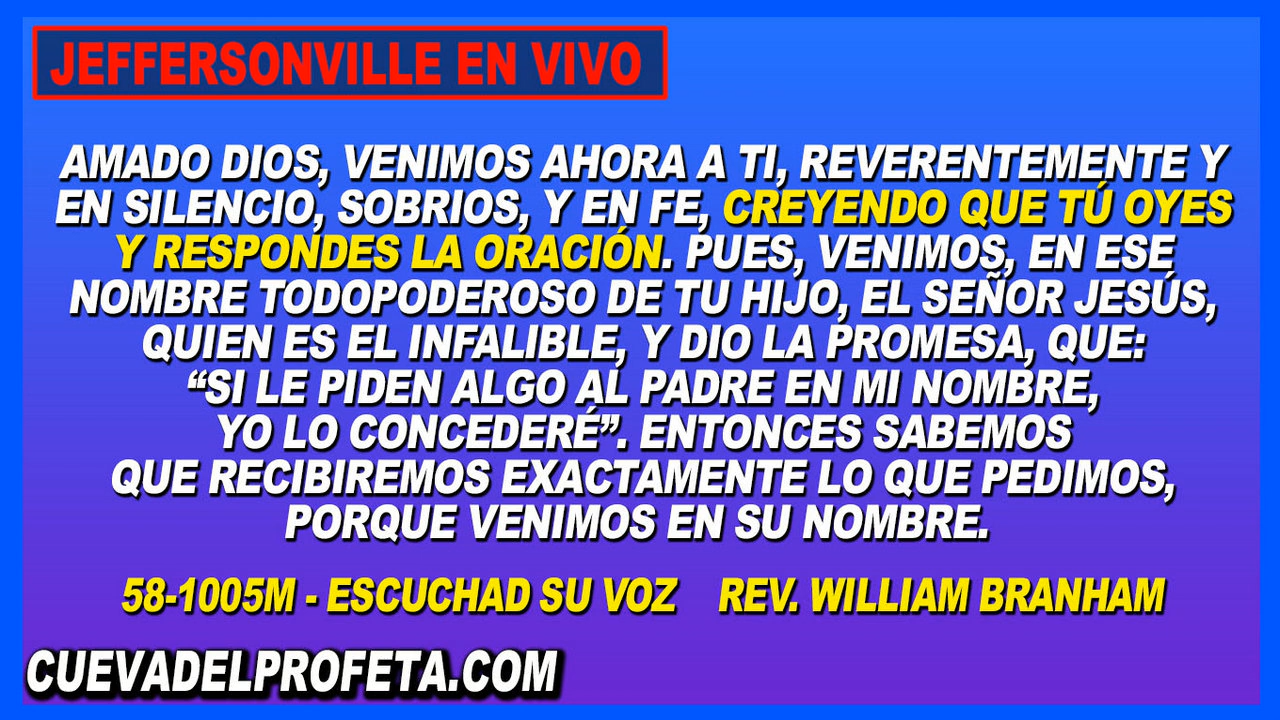 JEFFERSONVILLE EN VIVO
AMADO DIOS, VENIMOS AHORA A TI, REVERENTEMENTE Y
EN SILENCIO, SOBRIOS, Y EN FE, CREYENDO QUE TÚ OYES
Y RESPONDES LA ORACIÓN. PUES, VENIMOS, EN ESE
NOMBRE TODOPODEROSO DE TU HIJO, EL SEÑOR JESÚS,
QUIEN ES EL INFALIBLE, Y DIO LA PROMESA, QUE:
“SI LE PIDEN ALGO AL PADRE EN MI NOMBRE,
YO LO CONCEDERÉ”. ENTONCES SABEMOS
QUE RECIBIREMOS EXACTAMENTE LO QUE PEDIMOS,
PORQUE VENIMOS EN SU NOMBRE.
58-1005M - ESCUCHAD SU VOZ REV. WILLIAM BRANHAM
CUEVADELPROFETA.COM